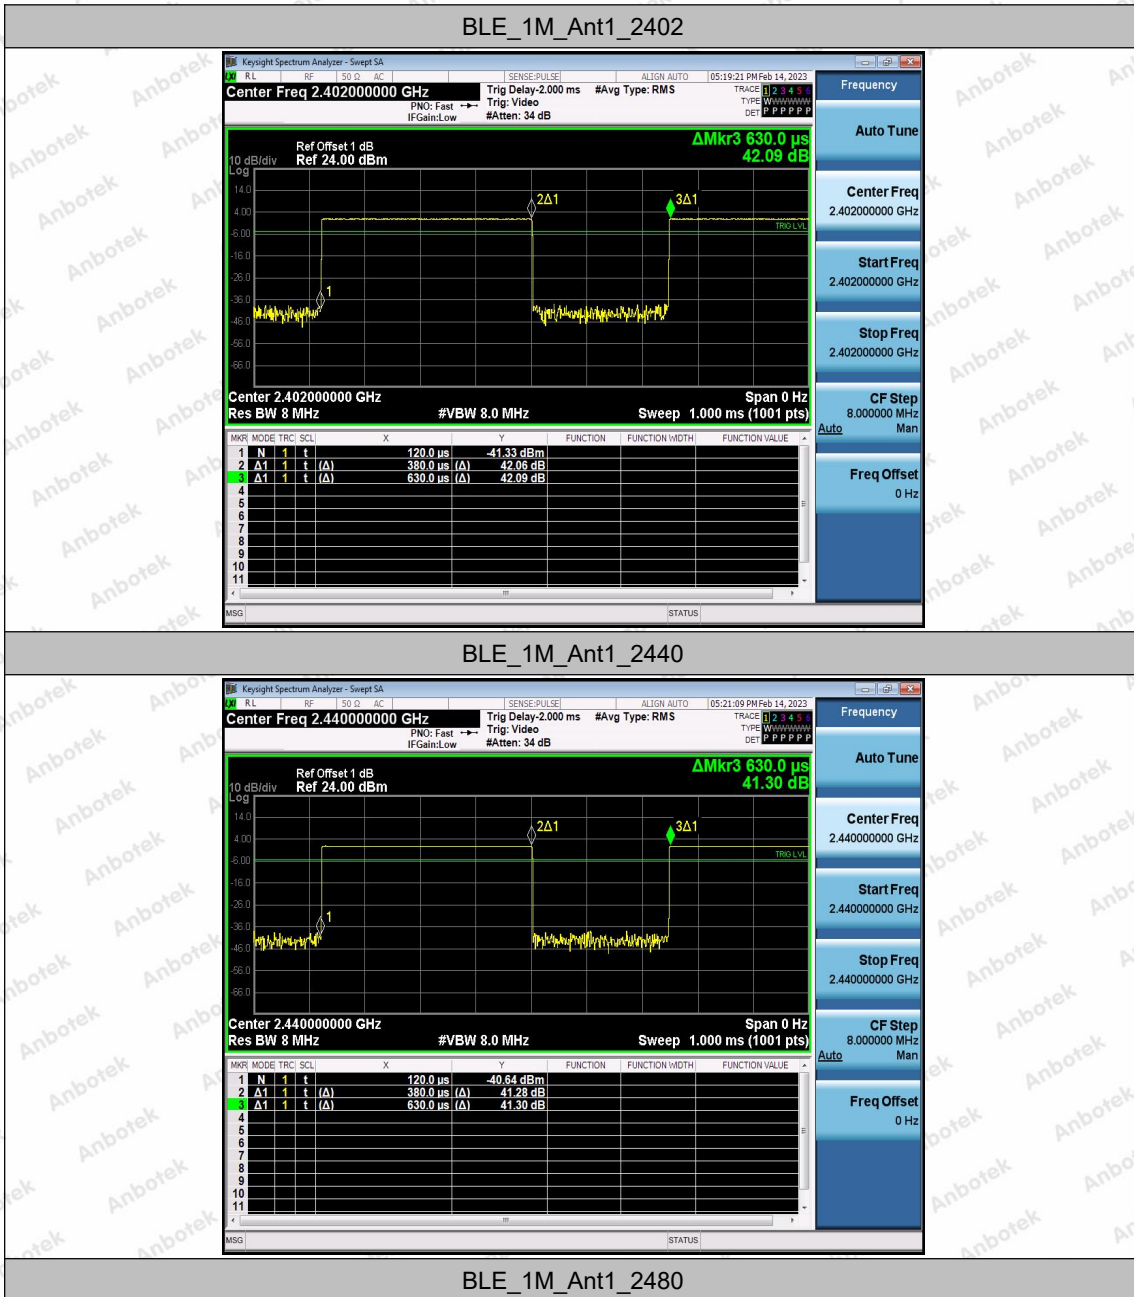 BLE_1M_Ant1_2402
Keysight Spectrum Analyzer - Swept SA
LXI RL RF 50 Ω AC SENSE:PULSE ALIGN AUTO 05:19:21 PM Feb 14, 2023
Center Freq 2.402000000 GHz
PNO: Fast
IFGain:Low
Trig Delay-2.000 ms
Trig: Video
#Atten: 34 dB
#Avg Type: RMS
TRACE 1 2 3 4 5 6
TYPE WWWWWW
DET P P P P P P
Frequency
Auto Tune
Center Freq
2.402000000 GHz
Start Freq
2.402000000 GHz
Stop Freq
2.402000000 GHz
CF Step
8.000000 MHz
Auto Man
Freq Offset
0 Hz
ΔMkr3 630.0 µs
42.09 dB
Ref Offset 1 dB
10 dB/div Ref 24.00 dBm
Log
14.0
4.00
-6.00
-16.0
-26.0
-36.0
-46.0
-56.0
-66.0
1
2Δ1
3Δ1
TRIG LVL
Center 2.402000000 GHz Span 0 Hz
Res BW 8 MHz #VBW 8.0 MHz Sweep 1.000 ms (1001 pts)
MKR MODE TRC SCL X Y FUNCTION FUNCTION WIDTH FUNCTION VALUE
1 N 1 t 120.0 µs -41.33 dBm
2 Δ1 1 t (Δ) 380.0 µs (Δ) 42.06 dB
3 Δ1 1 t (Δ) 630.0 µs (Δ) 42.09 dB
4
5
6
7
8
9
10
11
MSG STATUS
BLE_1M_Ant1_2440
Keysight Spectrum Analyzer - Swept SA
LXI RL RF 50 Ω AC SENSE:PULSE ALIGN AUTO 05:21:09 PM Feb 14, 2023
Center Freq 2.440000000 GHz
PNO: Fast
IFGain:Low
Trig Delay-2.000 ms
Trig: Video
#Atten: 34 dB
#Avg Type: RMS
TRACE 1 2 3 4 5 6
TYPE WWWWWW
DET P P P P P P
Frequency
Auto Tune
Center Freq
2.440000000 GHz
Start Freq
2.440000000 GHz
Stop Freq
2.440000000 GHz
CF Step
8.000000 MHz
Auto Man
Freq Offset
0 Hz
ΔMkr3 630.0 µs
41.30 dB
Ref Offset 1 dB
10 dB/div Ref 24.00 dBm
Log
14.0
4.00
-6.00
-16.0
-26.0
-36.0
-46.0
-56.0
-66.0
1
2Δ1
3Δ1
TRIG LVL
Center 2.440000000 GHz Span 0 Hz
Res BW 8 MHz #VBW 8.0 MHz Sweep 1.000 ms (1001 pts)
MKR MODE TRC SCL X Y FUNCTION FUNCTION WIDTH FUNCTION VALUE
1 N 1 t 120.0 µs -40.64 dBm
2 Δ1 1 t (Δ) 380.0 µs (Δ) 41.28 dB
3 Δ1 1 t (Δ) 630.0 µs (Δ) 41.30 dB
4
5
6
7
8
9
10
11
MSG STATUS
BLE_1M_Ant1_2480
Anbotek